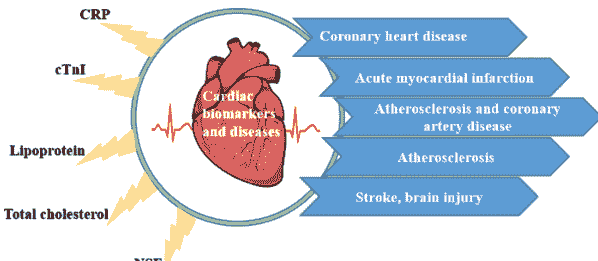 CRP
cTnI
Lipoprotein
Total cholesterol
NSE
Cardiac
biomarkers
and diseases
Coronary heart disease
Acute myocardial infarction
Atherosclerosis and coronary
artery disease
Atherosclerosis
Stroke, brain injury